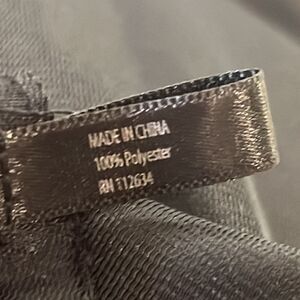 MADE IN CHINA
100% Polyester
RN 112634